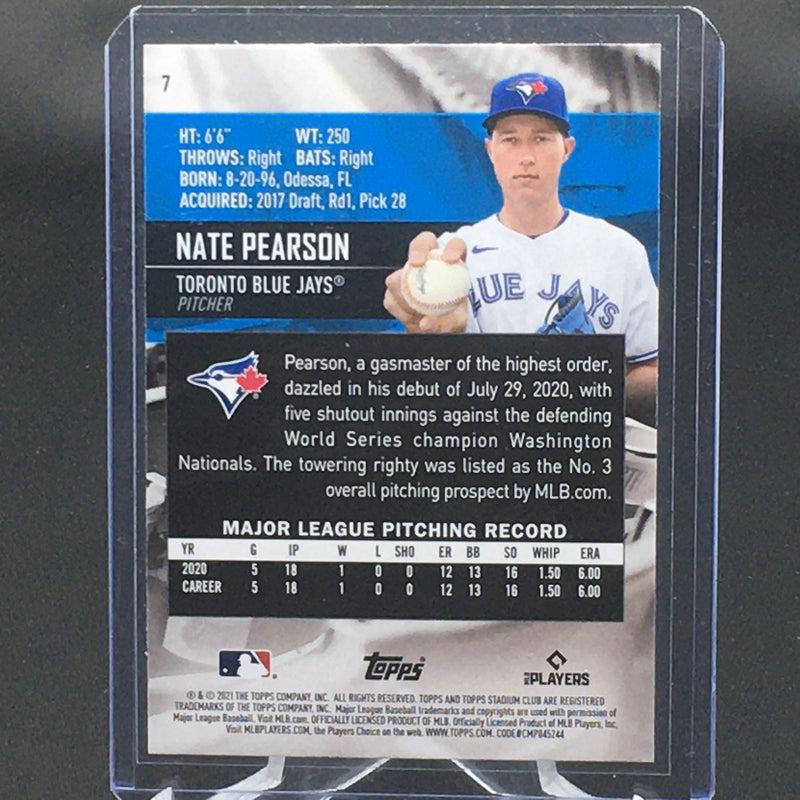 7
HT: 6'6" WT: 250
THROWS: Right BATS: Right
BORN: 8-20-96, Odessa, FL
ACQUIRED: 2017 Draft, Rd1, Pick 28
NATE PEARSON
TORONTO BLUE JAYS®
PITCHER
BLUE JAYS
Pearson, a gasmaster of the highest order,
dazzled in his debut of July 29, 2020, with
five shutout innings against the defending
World Series champion Washington
Nationals. The towering righty was listed as the No. 3
overall pitching prospect by MLB.com.
MAJOR LEAGUE PITCHING RECORD
YR G IP W L SHO ER BB SO WHIP ERA
2020 5 18 1 0 0 12 13 16 1.50 6.00
CAREER 5 18 1 0 0 12 13 16 1.50 6.00
topps
MLB PLAYERS
® & © 2021 THE TOPPS COMPANY, INC. ALL RIGHTS RESERVED. TOPPS AND TOPPS STADIUM CLUB ARE REGISTERED
TRADEMARKS OF THE TOPPS COMPANY, INC. Major League Baseball trademarks and copyrights are used with permission of
Major League Baseball. Visit MLB.com. OFFICIALLY LICENSED PRODUCT OF MLB. Officially Licensed Product of MLB Players, Inc.
Visit MLBPLAYERS.COM, the Players Choice on the web. WWW.TOPPS.COM. CODE#CMP045244